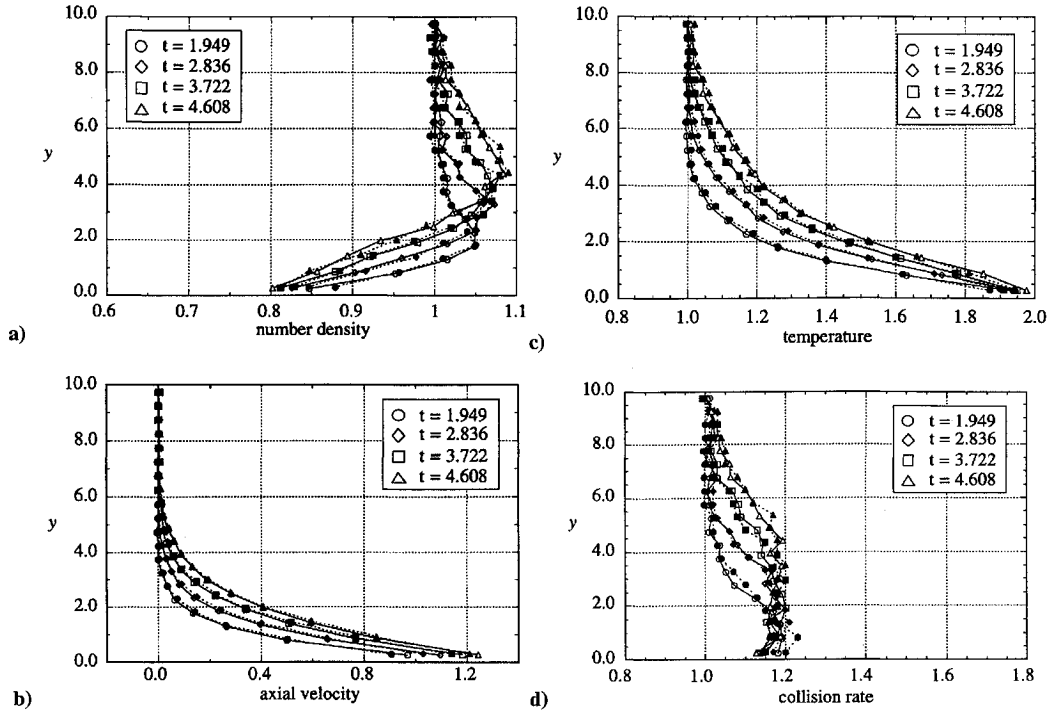 10.0
8.0
6.0
y
4.0
2.0
0.0
0.6
0.7
0.8
0.9
1.0
1.1
number density
t = 1.949
t = 2.836
t = 3.722
t = 4.608
a)
10.0
8.0
6.0
y
4.0
2.0
0.0
0.8
1.0
1.2
1.4
1.6
1.8
2.0
temperature
t = 1.949
t = 2.836
t = 3.722
t = 4.608
c)
10.0
8.0
6.0
y
4.0
2.0
0.0
0.0
0.4
0.8
1.2
axial velocity
t = 1.949
t = 2.836
t = 3.722
t = 4.608
b)
10.0
8.0
6.0
y
4.0
2.0
0.0
0.8
1.0
1.2
1.4
1.6
1.8
collision rate
t = 1.949
t = 2.836
t = 3.722
t = 4.608
d)